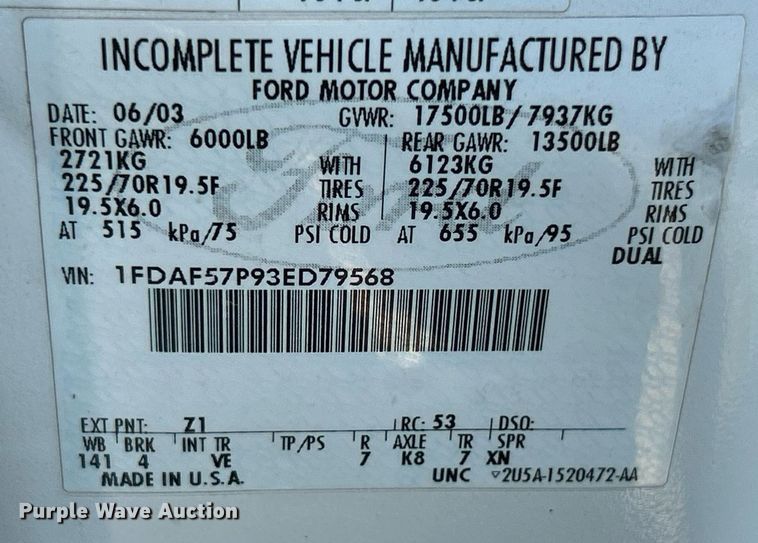 INCOMPLETE VEHICLE MANUFACTURED BY
FORD MOTOR COMPANY
DATE: 06/03 GVWR: 17500LB/7937KG
FRONT GAWR: 6000LB REAR GAWR: 13500LB
2721KG WITH 6123KG WITH
225/70R19.5F TIRES 225/70R19.5F TIRES
19.5X6.0 RIMS 19.5X6.0 RIMS
AT 515 kPa/75 PSI COLD AT 655 kPa/95 PSI COLD
DUAL
VIN: 1FDAF57P93ED79568
Ford
EXT PNT: Z1 RC: 53 DSO:
WB BRK INT TR TP/PS R AXLE TR SPR
141 4 VE 7 K8 7 XN
MADE IN U.S.A. UNC 2U5A-1520472-AA
Purple Wave Auction